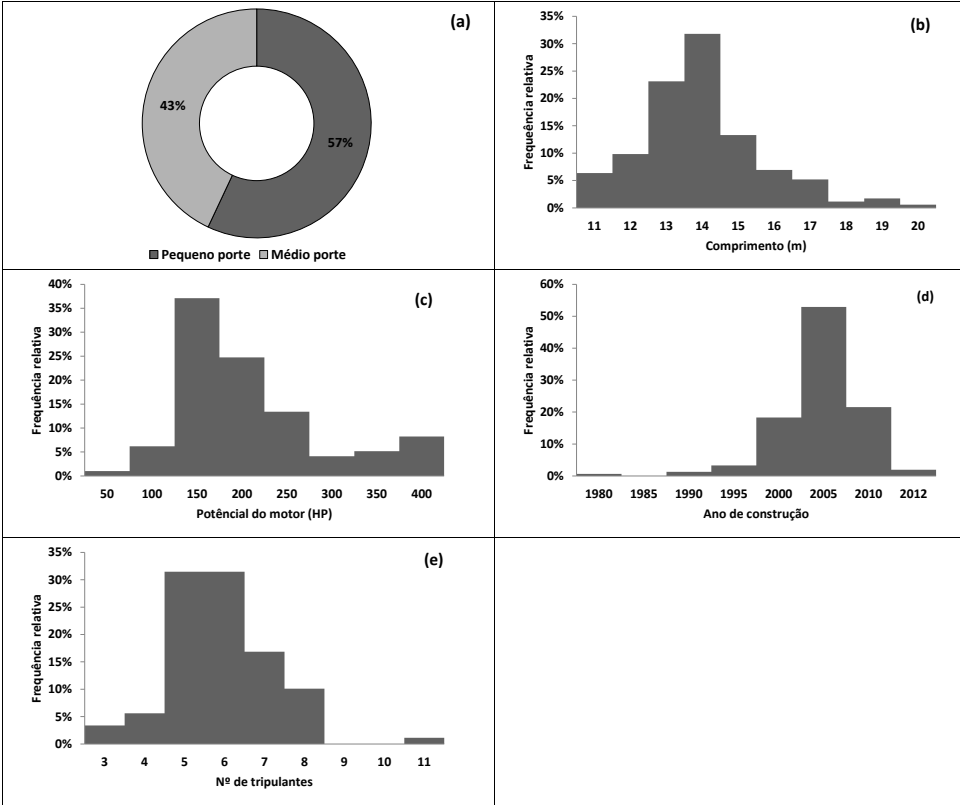 (a)
43%
57%
Pequeno porte Médio porte
(b)
Frequeência relativa
35%
30%
25%
20%
15%
10%
5%
0%
11 12 13 14 15 16 17 18 19 20
Comprimento (m)
(c)
Frequência relativa
40%
35%
30%
25%
20%
15%
10%
5%
0%
50 100 150 200 250 300 350 400
Potêncial do motor (HP)
(d)
Frequência relativa
60%
50%
40%
30%
20%
10%
0%
1980 1985 1990 1995 2000 2005 2010 2012
Ano de construção
(e)
Frequência relativa
35%
30%
25%
20%
15%
10%
5%
0%
3 4 5 6 7 8 9 10 11
Nº de tripulantes